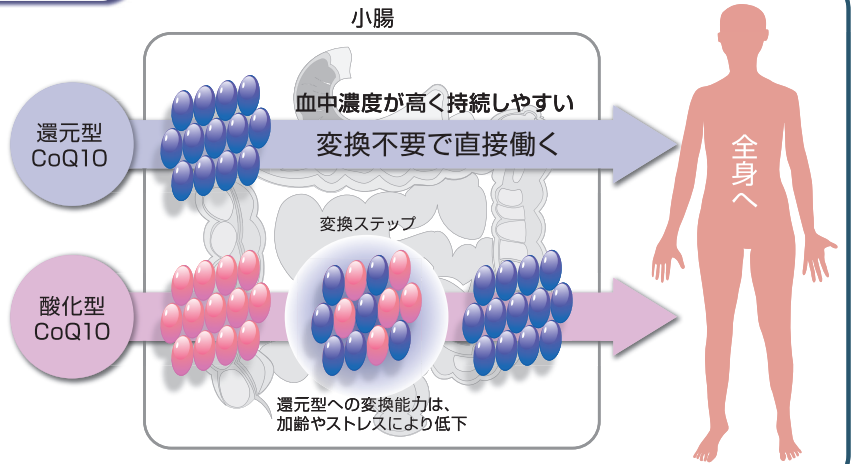 小腸
還元型
CoQ10
血中濃度が高く持続しやすい
変換不要で直接働く
全身へ
変換ステップ
酸化型
CoQ10
還元型への変換能力は、
加齢やストレスにより低下